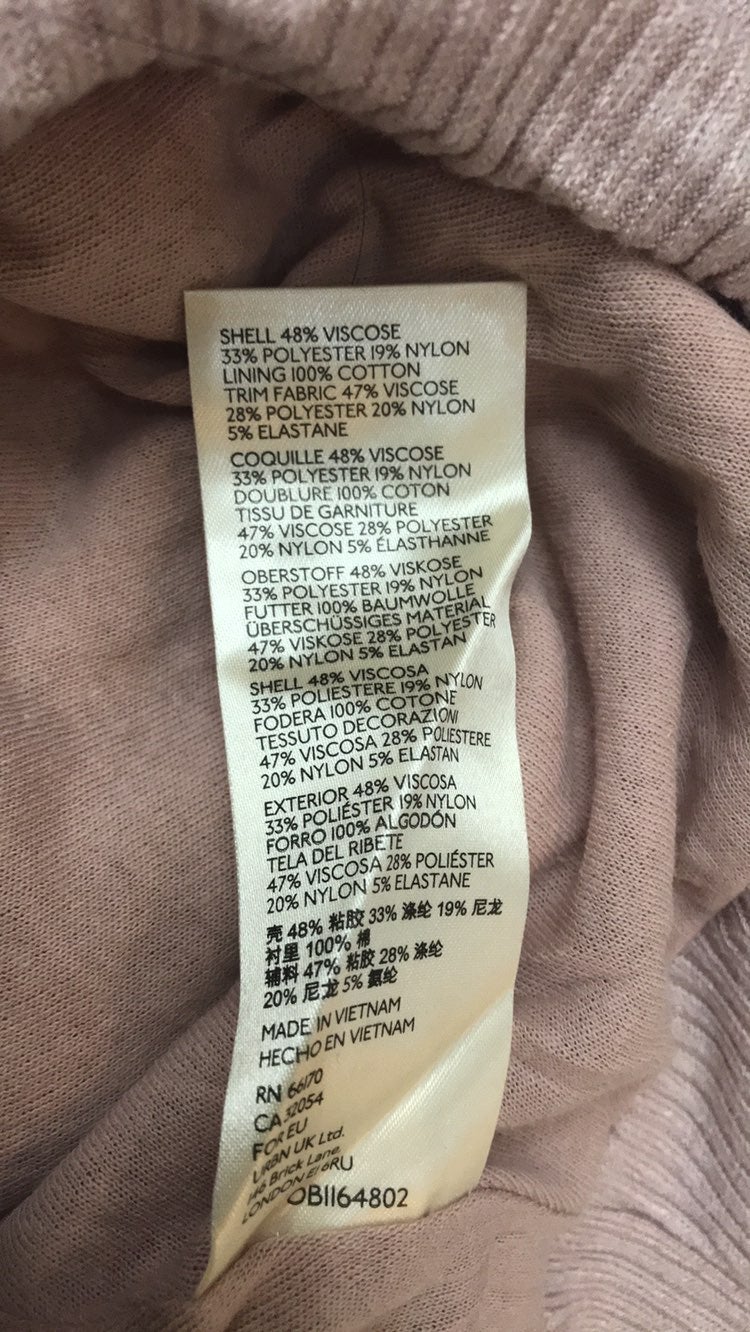 SHELL 48% VISCOSE
33% POLYESTER 19% NYLON
LINING 100% COTTON
TRIM FABRIC 47% VISCOSE
28% POLYESTER 20% NYLON
5% ELASTANE
COQUILLE 48% VISCOSE
33% POLYESTER 19% NYLON
DOUBLURE 100% COTON
TISSU DE GARNITURE
47% VISCOSE 28% POLYESTER
20% NYLON 5% ÉLASTHANNE
OBERSTOFF 48% VISKOSE
33% POLYESTER 19% NYLON
FUTTER 100% BAUMWOLLE
ÜBERSCHÜSSIGES MATERIAL
47% VISKOSE 28% POLYESTER
20% NYLON 5% ELASTAN
SHELL 48% VISCOSA
33% POLIESTERE 19% NYLON
FODERA 100% COTONE
TESSUTO DECORAZIONI
47% VISCOSA 28% POLIESTERE
20% NYLON 5% ELASTAN
EXTERIOR 48% VISCOSA
33% POLIÉSTER 19% NYLON
FORRO 100% ALGODÓN
TELA DEL RIBETE
47% VISCOSA 28% POLIÉSTER
20% NYLON 5% ELASTANE
壳 48% 粘胶 33% 涤纶 19% 尼龙
衬里 100% 棉
辅料 47% 粘胶 28% 涤纶
20% 尼龙 5% 氨纶
MADE IN VIETNAM
HECHO EN VIETNAM
RN 66170
CA 32054
FOR EU
URBN UK Ltd.
146 Brick Lane,
LONDON E1 6RU
OB1164802